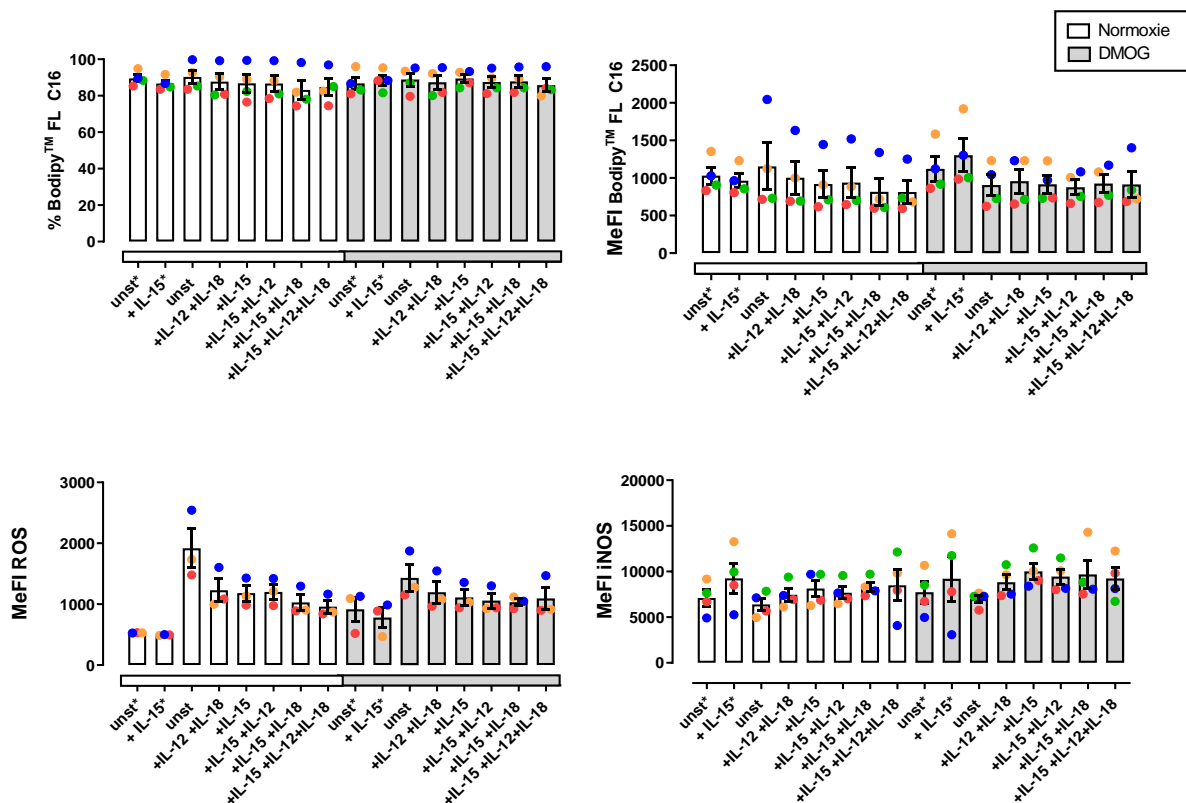 Normoxie
DMOG
% Bodipy™ FL C16
100
80
60
40
20
0
unst*
+ IL-15*
unst
+IL-12 +IL-18
+IL-15
+IL-15 +IL-12
+IL-15 +IL-18
+IL-15 +IL-12+IL-18
unst*
+ IL-15*
unst
+IL-12 +IL-18
+IL-15
+IL-15 +IL-12
+IL-15 +IL-18
+IL-15 +IL-12+IL-18
MeFI Bodipy™ FL C16
2500
2000
1500
1000
500
0
unst*
+ IL-15*
unst
+IL-12 +IL-18
+IL-15
+IL-15 +IL-12
+IL-15 +IL-18
+IL-15 +IL-12+IL-18
unst*
+ IL-15*
unst
+IL-12 +IL-18
+IL-15
+IL-15 +IL-12
+IL-15 +IL-18
+IL-15 +IL-12+IL-18
MeFI ROS
3000
2000
1000
0
unst*
+ IL-15*
unst
+IL-12 +IL-18
+IL-15
+IL-15 +IL-12
+IL-15 +IL-18
+IL-15 +IL-12+IL-18
unst*
+ IL-15*
unst
+IL-12 +IL-18
+IL-15
+IL-15 +IL-12
+IL-15 +IL-18
+IL-15 +IL-12+IL-18
MeFI iNOS
20000
15000
10000
5000
0
unst*
+ IL-15*
unst
+IL-12 +IL-18
+IL-15
+IL-15 +IL-12
+IL-15 +IL-18
+IL-15 +IL-12+IL-18
unst*
+ IL-15*
unst
+IL-12 +IL-18
+IL-15
+IL-15 +IL-12
+IL-15 +IL-18
+IL-15 +IL-12+IL-18